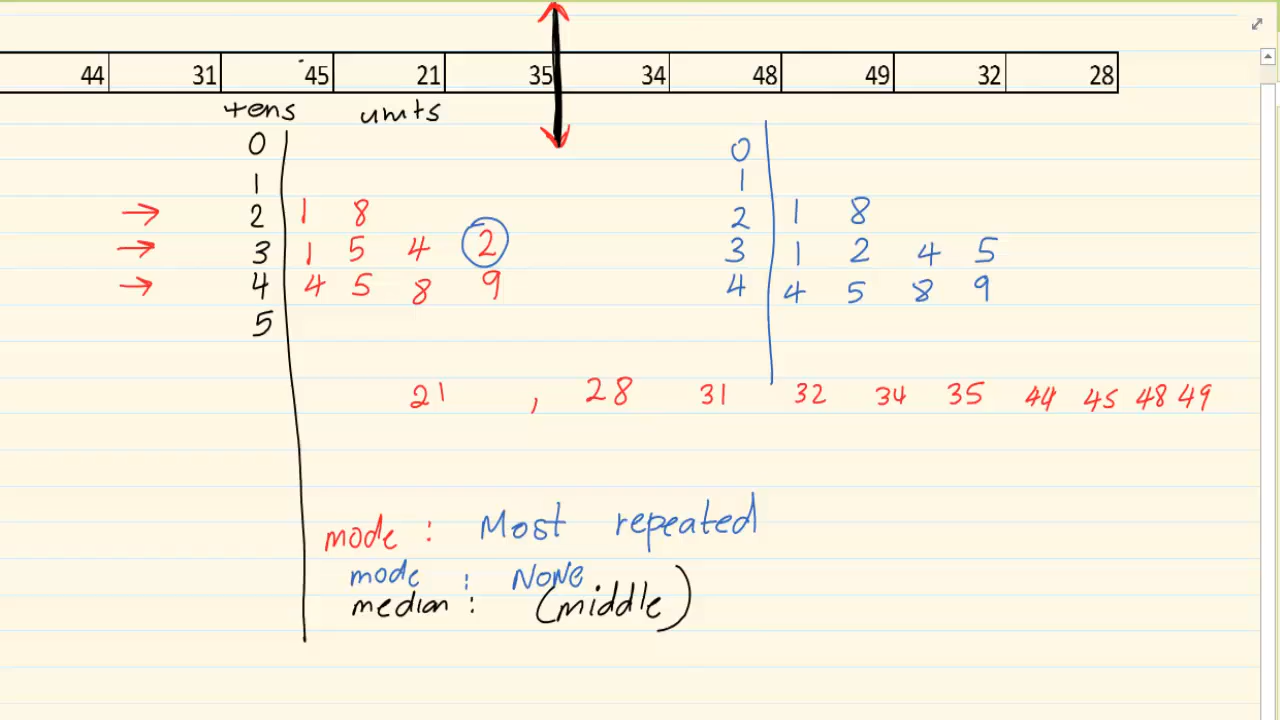 44 31 45 21 35 34 48 49 32 28
tens units
0
1
2 1 8
3 1 5 4 2
4 4 5 8 9
5
0
1
2 1 8
3 1 2 4 5
4 4 5 8 9
21 , 28 31 32 34 35 44 45 48 49
mode : Most repeated
mode : NONe
median : (middle)